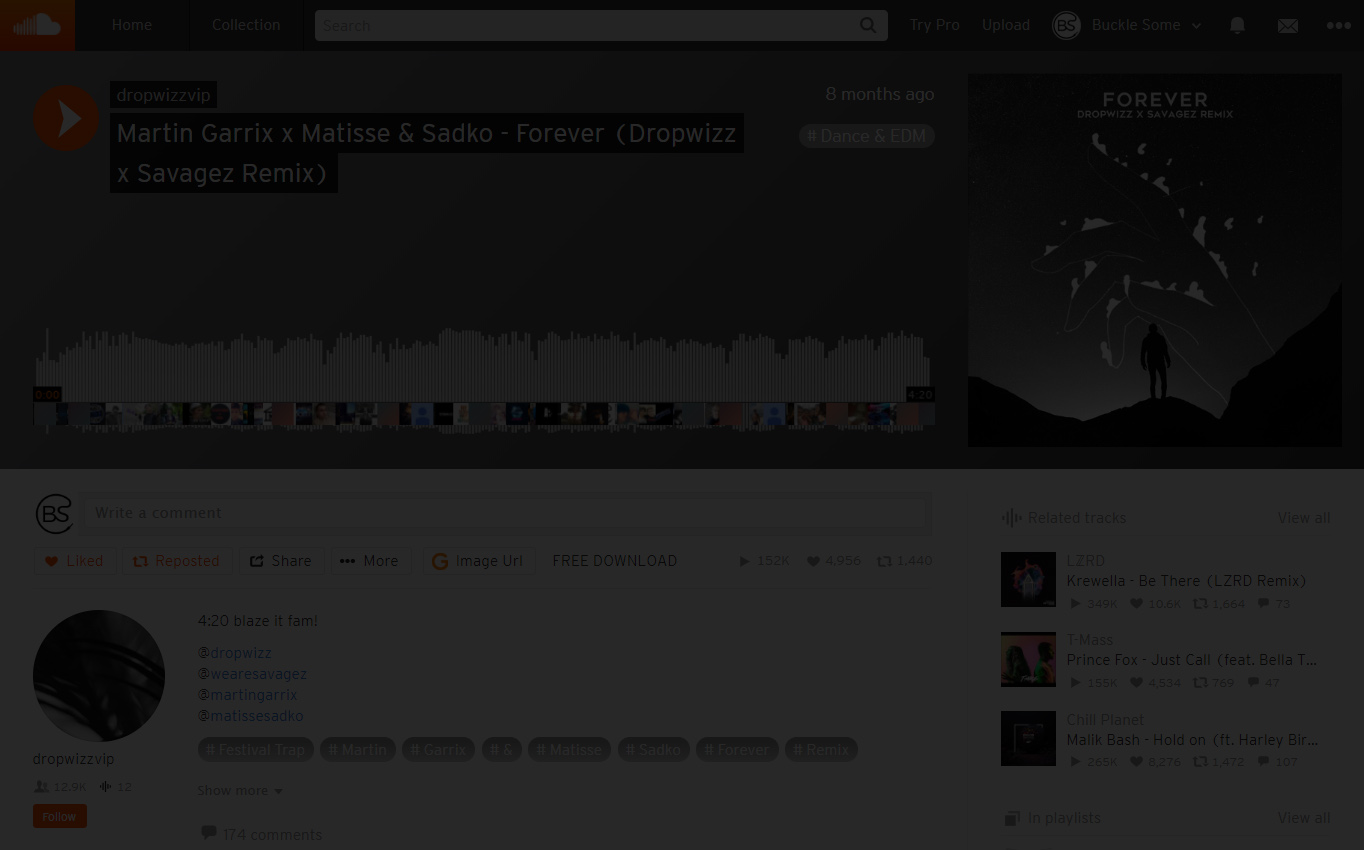 Home
Collection
Search
Try Pro
Upload
BS
Buckle Some
dropwizzvip
8 months ago
Martin Garrix x Matisse & Sadko - Forever (Dropwizz
x Savagez Remix)
# Dance & EDM
FOREVER
DROPWIZZ X SAVAGEZ REMIX
0:00
4:20
BS
Write a comment
Liked
Reposted
Share
More
Image Url
FREE DOWNLOAD
152K
4,956
1,440
4:20 blaze it fam!
@dropwizz
@wearesavagez
@martingarrix
@matissesadko
# Festival Trap
# Martin
# Garrix
# &
# Matisse
# Sadko
# Forever
# Remix
Show more
174 comments
dropwizzvip
12.9K
12
Follow
Related tracks
View all
LZRD
Krewella - Be There (LZRD Remix)
349K
10.6K
1,664
73
T-Mass
Prince Fox - Just Call (feat. Bella T...
155K
4,534
769
47
Chill Planet
Malik Bash - Hold on (ft. Harley Bir...
265K
8,276
1,472
107
In playlists
View all